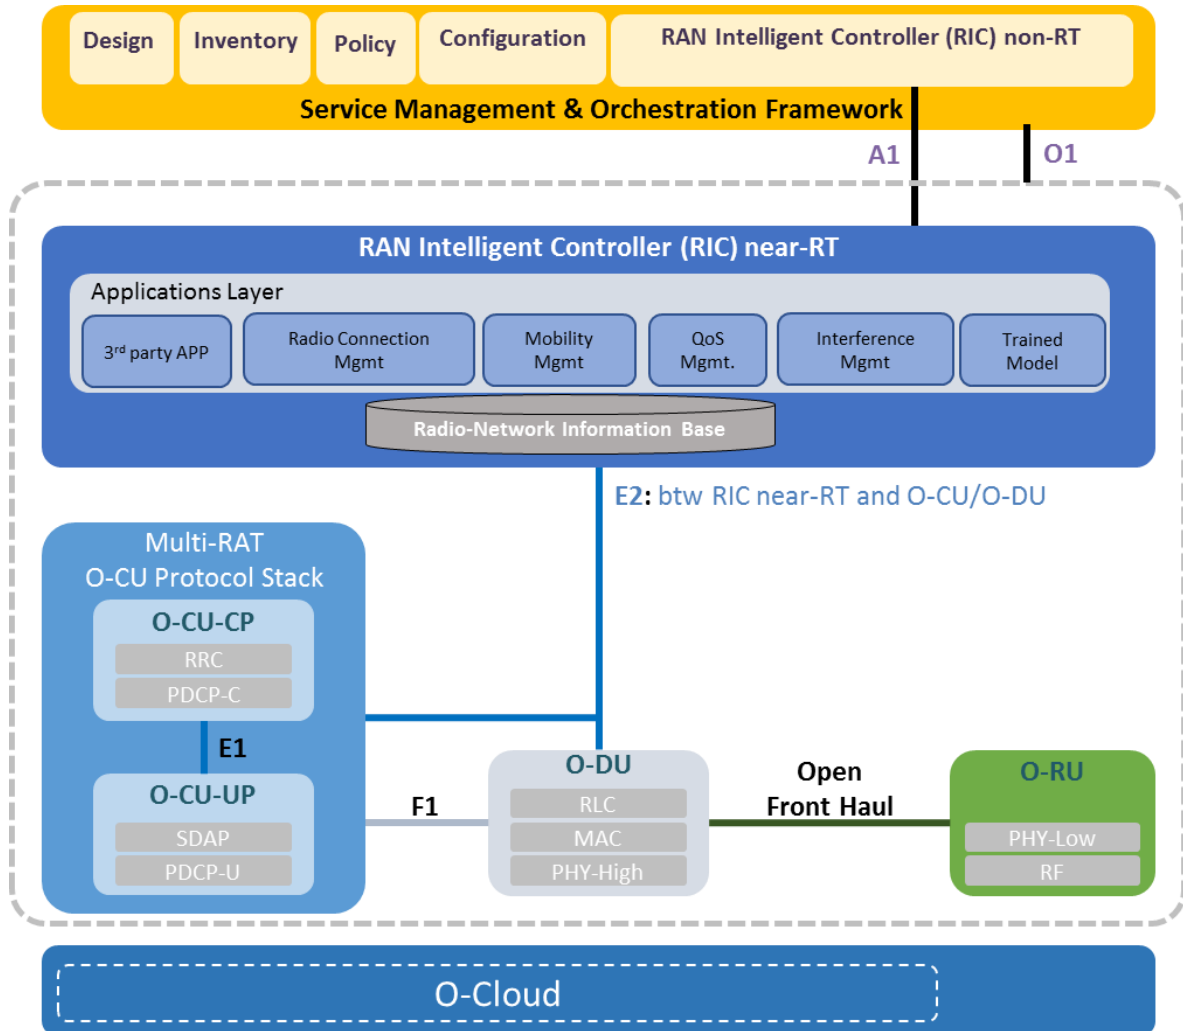 Design
Inventory
Policy
Configuration
RAN Intelligent Controller (RIC) non-RT
Service Management & Orchestration Framework
A1
O1
RAN Intelligent Controller (RIC) near-RT
Applications Layer
3rd party APP
Radio Connection
Mgmt
Mobility
Mgmt
QoS
Mgmt.
Interference
Mgmt
Trained
Model
Radio-Network Information Base
E2: btw RIC near-RT and O-CU/O-DU
Multi-RAT
O-CU Protocol Stack
O-CU-CP
RRC
PDCP-C
E1
O-CU-UP
SDAP
PDCP-U
F1
O-DU
RLC
MAC
PHY-High
Open
Front Haul
O-RU
PHY-Low
RF
O-Cloud